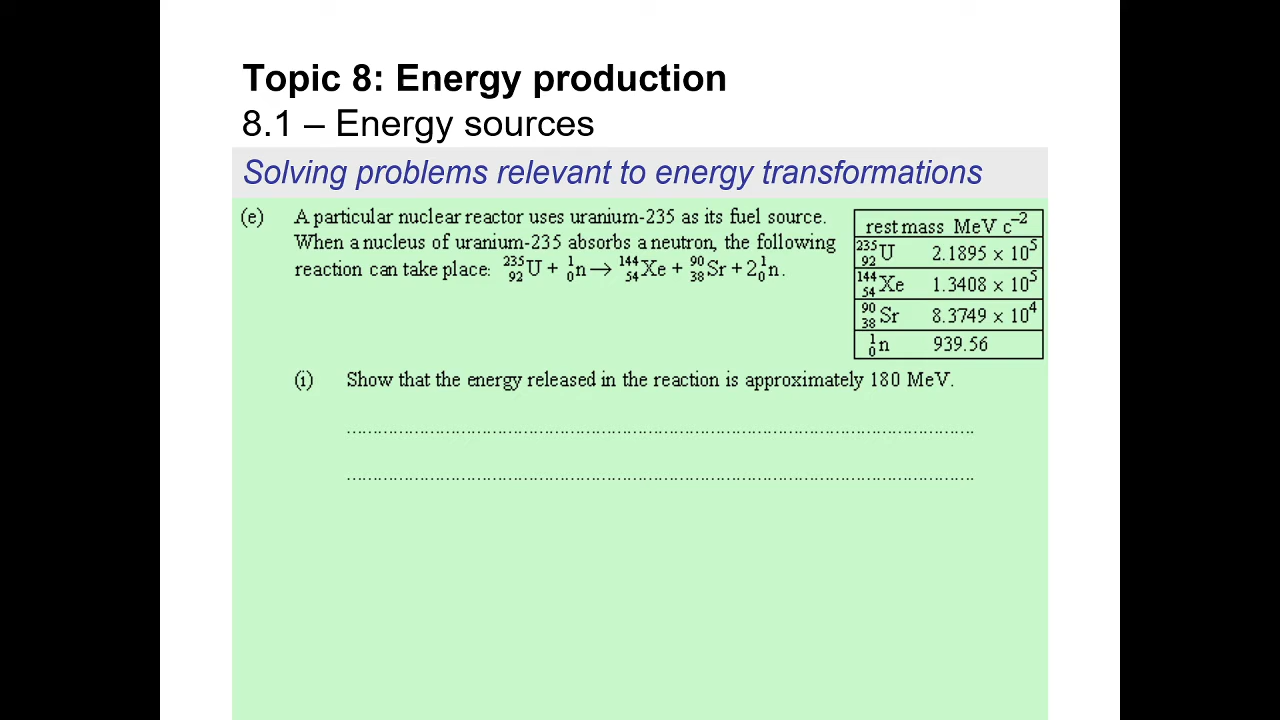 Topic 8: Energy production
8.1 – Energy sources
Solving problems relevant to energy transformations
(e) A particular nuclear reactor uses uranium-235 as its fuel source.
When a nucleus of uranium-235 absorbs a neutron, the following
reaction can take place: ²³⁵₉₂U + ¹₀n → ¹⁴⁴₅₄Xe + ⁹⁰₃₈Sr + 2¹₀n.
rest mass MeV c⁻²
²³⁵₉₂U 2.1895 × 10⁵
¹⁴⁴₅₄Xe 1.3408 × 10⁵
⁹⁰₃₈Sr 8.3749 × 10⁴
¹₀n 939.56
(i) Show that the energy released in the reaction is approximately 180 MeV.